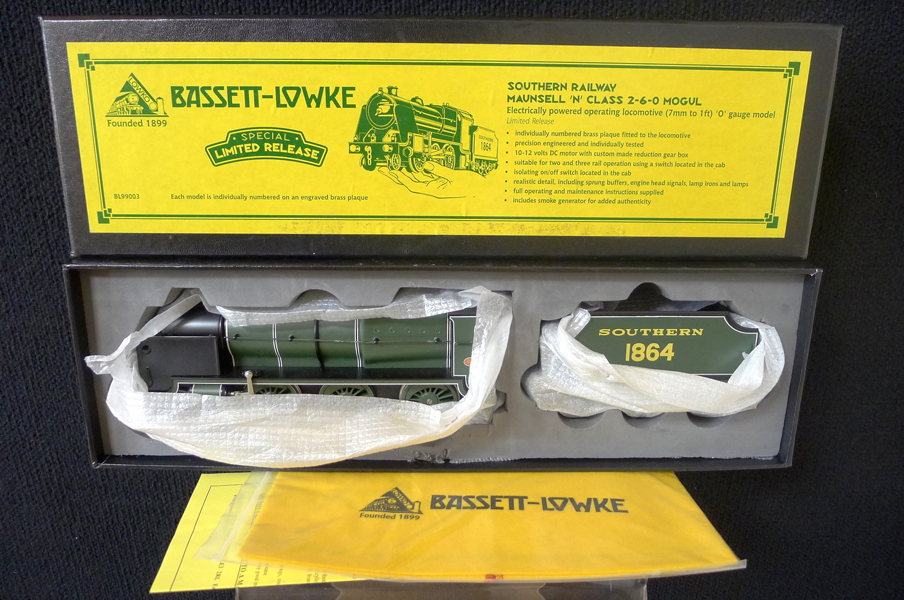 LOWKO
BASSETT-LOWKE
Founded 1899
SPECIAL
LIMITED RELEASE
BL99003
Each model is individually numbered on an engraved brass plaque
1864
SOUTHERN RAILWAY
MAUNSELL 'N' CLASS 2-6-0 MOGUL
Electrically powered operating locomotive (7mm to 1ft) 'O' gauge model
Limited Release
• individually numbered brass plaque fitted to the locomotive
• precision engineered and individually tested
• 10-12 volts DC motor with custom made reduction gear box
• suitable for two and three rail operation using a switch located in the cab
• isolating on/off switch located in the cab
• realistic detail, including sprung buffers, engine head signals, lamp irons and lamps
• full operating and maintenance instructions supplied
• includes smoke generator for added authenticity
SOUTHERN
1864
BASSETT-LOWKE
Founded 1899